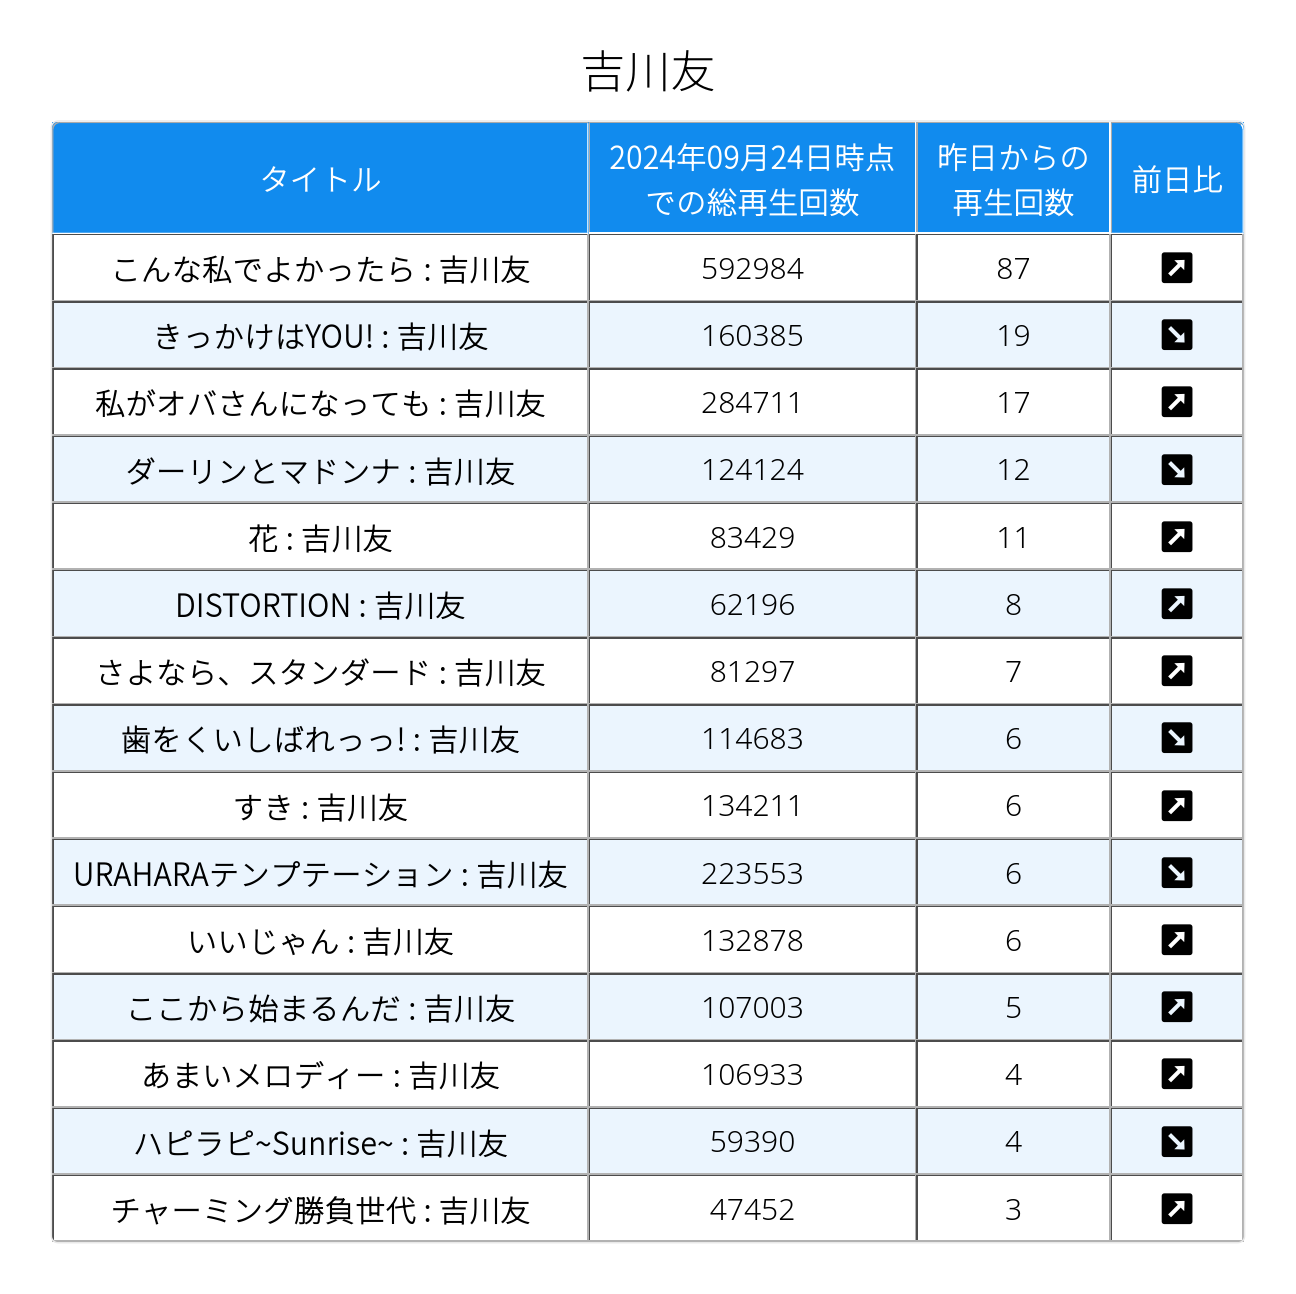 吉川友
タイトル 2024年09月24日時点での総再生回数 昨日からの再生回数 前日比
こんな私でよかったら : 吉川友 592984 87 ↗
きっかけはYOU! : 吉川友 160385 19 ↘
私がオバさんになっても : 吉川友 284711 17 ↗
ダーリンとマドンナ : 吉川友 124124 12 ↘
花 : 吉川友 83429 11 ↗
DISTORTION : 吉川友 62196 8 ↗
さよなら、スタンダード : 吉川友 81297 7 ↗
歯をくいしばれっっ! : 吉川友 114683 6 ↘
すき : 吉川友 134211 6 ↗
URAHARAテンプテーション : 吉川友 223553 6 ↘
いいじゃん : 吉川友 132878 6 ↗
ここから始まるんだ : 吉川友 107003 5 ↗
あまいメロディー : 吉川友 106933 4 ↗
ハピラピ~Sunrise~ : 吉川友 59390 4 ↘
チャーミング勝負世代 : 吉川友 47452 3 ↗